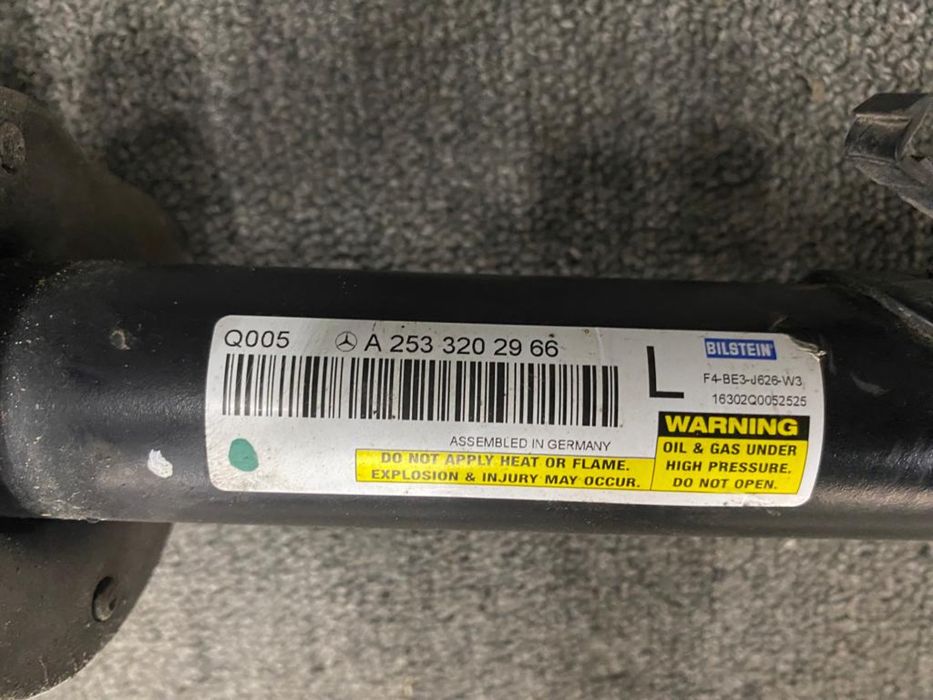 Q005 A 253 320 29 66
L
BILSTEIN
F4-BE3-J626-W3
16302Q0052525
ASSEMBLED IN GERMANY
DO NOT APPLY HEAT OR FLAME.
EXPLOSION & INJURY MAY OCCUR.
WARNING
OIL & GAS UNDER
HIGH PRESSURE.
DO NOT OPEN.